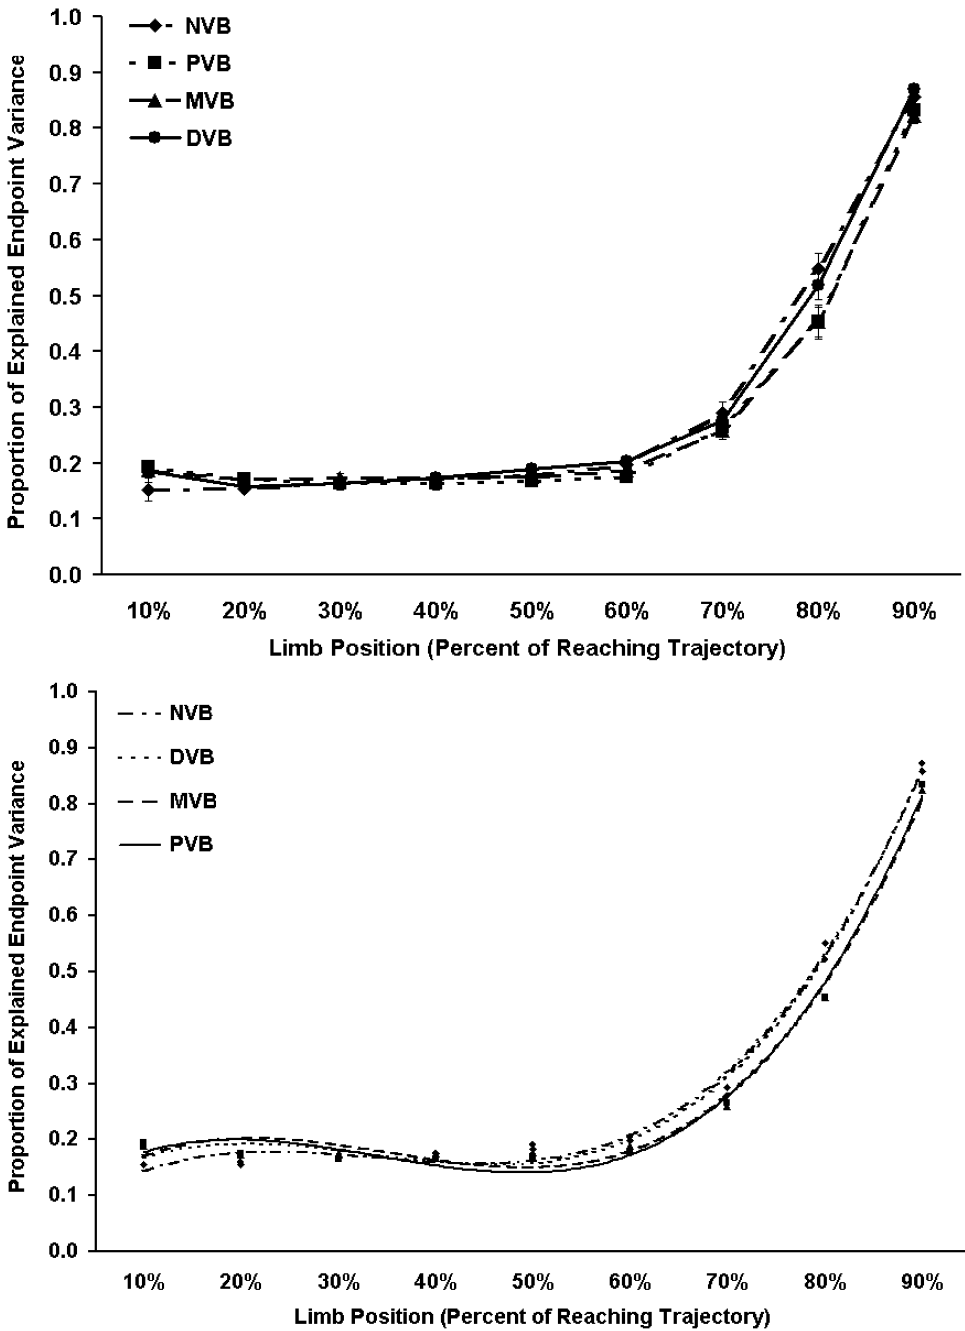 Proportion of Explained Endpoint Variance
1.0
0.9
0.8
0.7
0.6
0.5
0.4
0.3
0.2
0.1
0.0
NVB
PVB
MVB
DVB
10% 20% 30% 40% 50% 60% 70% 80% 90%
Limb Position (Percent of Reaching Trajectory)
Proportion of Explained Endpoint Variance
1.0
0.9
0.8
0.7
0.6
0.5
0.4
0.3
0.2
0.1
0.0
NVB
DVB
MVB
PVB
10% 20% 30% 40% 50% 60% 70% 80% 90%
Limb Position (Percent of Reaching Trajectory)